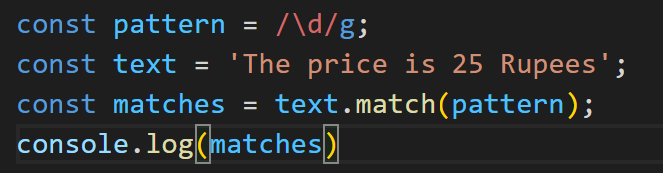 const pattern = /\d/g;
const text = 'The price is 25 Rupees';
const matches = text.match(pattern);
console.log(matches)